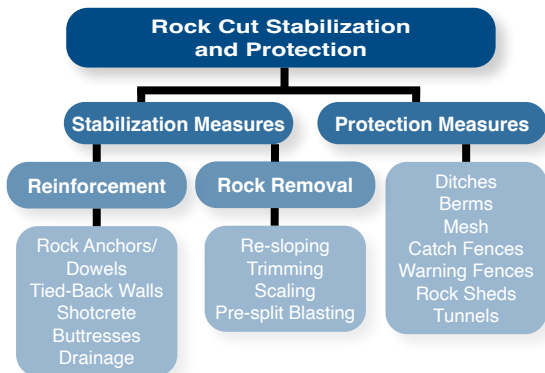 Rock Cut Stabilization
and Protection
Stabilization Measures
Protection Measures
Reinforcement
Rock Removal
Rock Anchors/
Dowels
Tied-Back Walls
Shotcrete
Buttresses
Drainage
Re-sloping
Trimming
Scaling
Pre-split Blasting
Ditches
Berms
Mesh
Catch Fences
Warning Fences
Rock Sheds
Tunnels